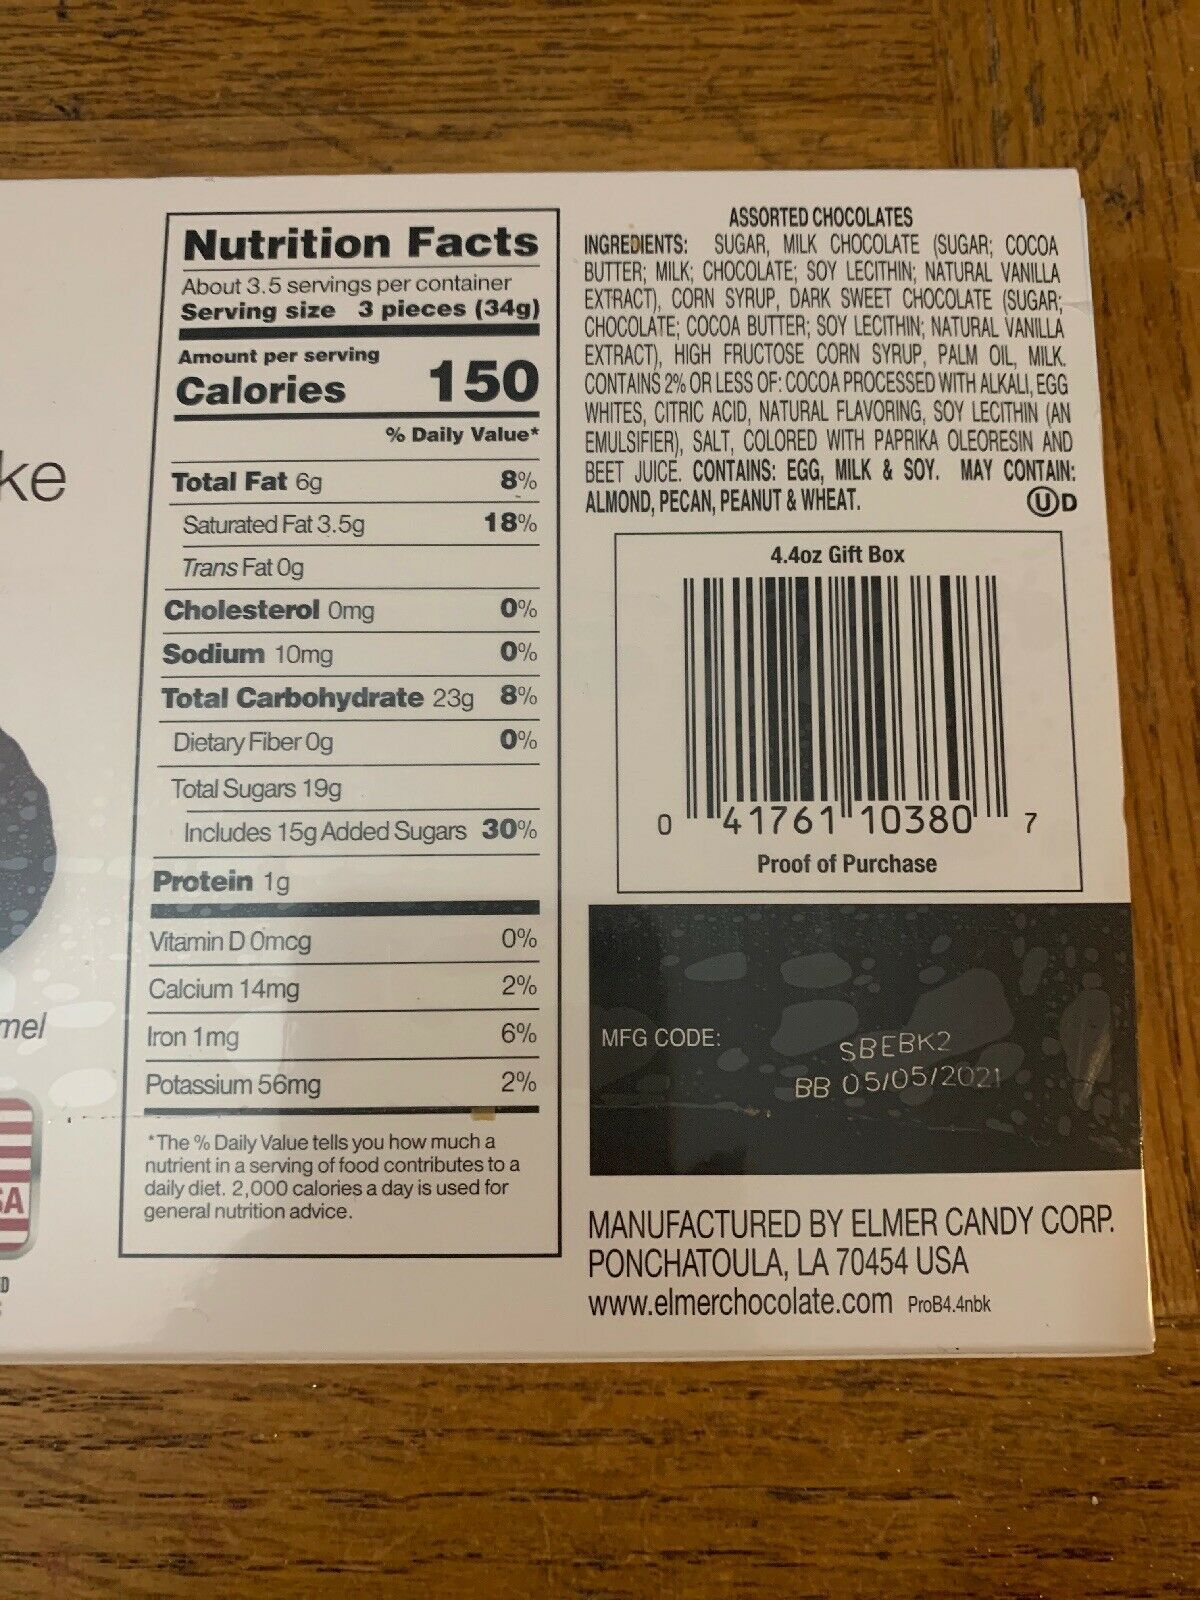 ke
mel
SA
Nutrition Facts
About 3.5 servings per container
Serving size 3 pieces (34g)
Amount per serving
Calories 150
% Daily Value*
Total Fat 6g 8%
Saturated Fat 3.5g 18%
Trans Fat 0g
Cholesterol 0mg 0%
Sodium 10mg 0%
Total Carbohydrate 23g 8%
Dietary Fiber 0g 0%
Total Sugars 19g
Includes 15g Added Sugars 30%
Protein 1g
Vitamin D 0mcg 0%
Calcium 14mg 2%
Iron 1mg 6%
Potassium 56mg 2%
*The % Daily Value tells you how much a
nutrient in a serving of food contributes to a
daily diet. 2,000 calories a day is used for
general nutrition advice.
ASSORTED CHOCOLATES
INGREDIENTS: SUGAR, MILK CHOCOLATE (SUGAR; COCOA
BUTTER; MILK; CHOCOLATE; SOY LECITHIN; NATURAL VANILLA
EXTRACT), CORN SYRUP, DARK SWEET CHOCOLATE (SUGAR;
CHOCOLATE; COCOA BUTTER; SOY LECITHIN; NATURAL VANILLA
EXTRACT), HIGH FRUCTOSE CORN SYRUP, PALM OIL, MILK.
CONTAINS 2% OR LESS OF: COCOA PROCESSED WITH ALKALI, EGG
WHITES, CITRIC ACID, NATURAL FLAVORING, SOY LECITHIN (AN
EMULSIFIER), SALT, COLORED WITH PAPRIKA OLEORESIN AND
BEET JUICE. CONTAINS: EGG, MILK & SOY. MAY CONTAIN:
ALMOND, PECAN, PEANUT & WHEAT. UD
4.4oz Gift Box
0 41761 10380 7
Proof of Purchase
MFG CODE: SBEBK2
BB 05/05/2021
MANUFACTURED BY ELMER CANDY CORP.
PONCHATOULA, LA 70454 USA
www.elmerchocolate.com ProB4.4nbk